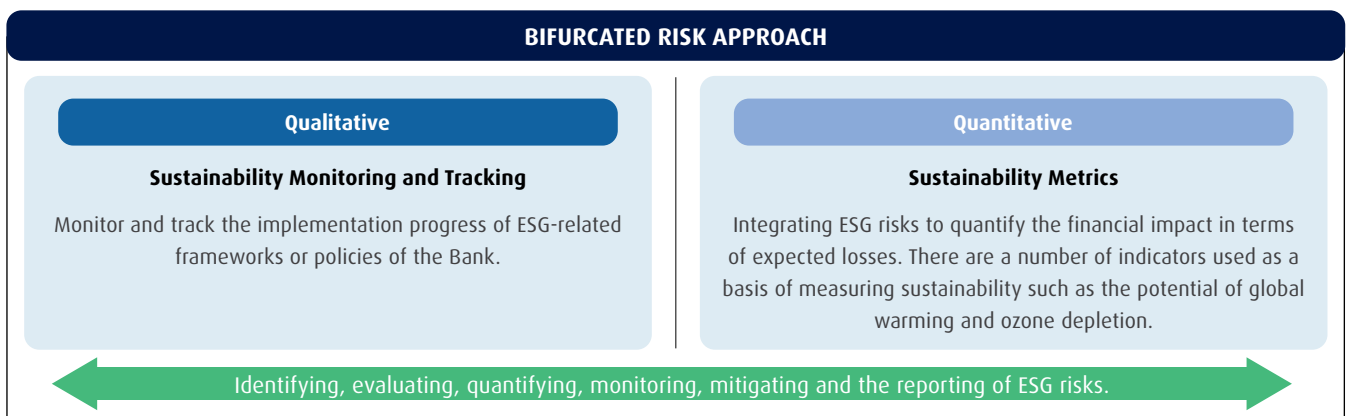 BIFURCATED RISK APPROACH
Qualitative
Sustainability Monitoring and Tracking
Monitor and track the implementation progress of ESG-related
frameworks or policies of the Bank.
Quantitative
Sustainability Metrics
Integrating ESG risks to quantify the financial impact in terms
of expected losses. There are a number of indicators used as a
basis of measuring sustainability such as the potential of global
warming and ozone depletion.
Identifying, evaluating, quantifying, monitoring, mitigating and the reporting of ESG risks.